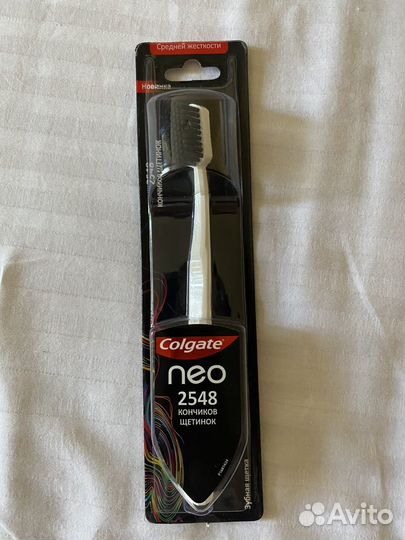 Средней жесткости
Новинка
2548
КОНЧИКОВ ЩЕТИНОК
Colgate
neo
2548
КОНЧИКОВ
ЩЕТИНОК
Зубная щетка
Avito